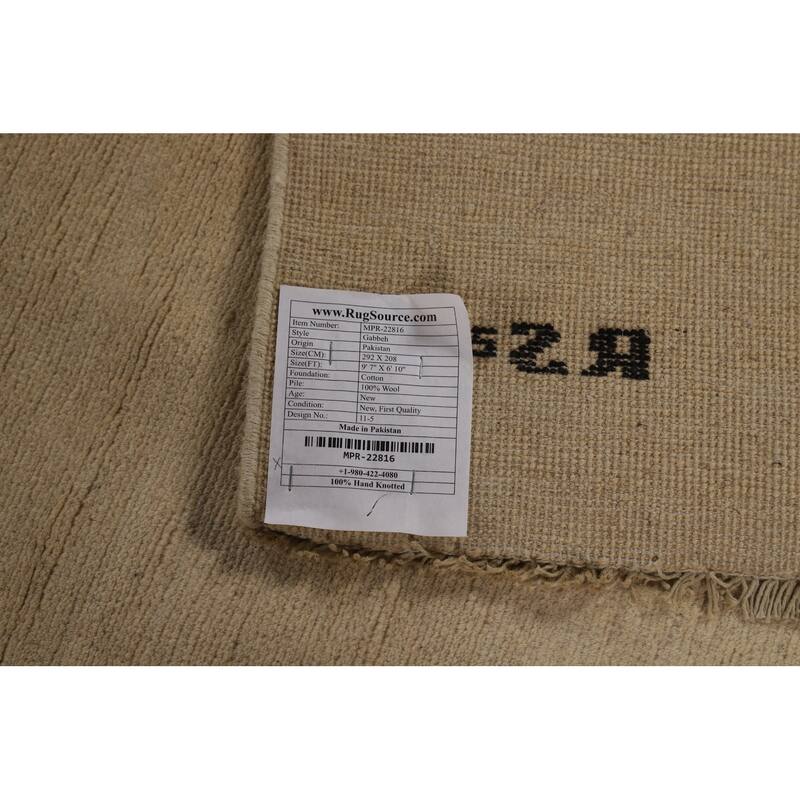 www.RugSource.com
Item Number: MPR-22816
Style Gabbeh
Origin Pakistan
Size(CM): 292 X 208
Size(FT): 9' 7" X 6' 10"
Foundation: Cotton
Pile: 100% Wool
Age: New
Condition: New, First Quality
Design No.: 11-5
Made in Pakistan
MPR-22816
+1-980-422-4080
100% Hand Knotted